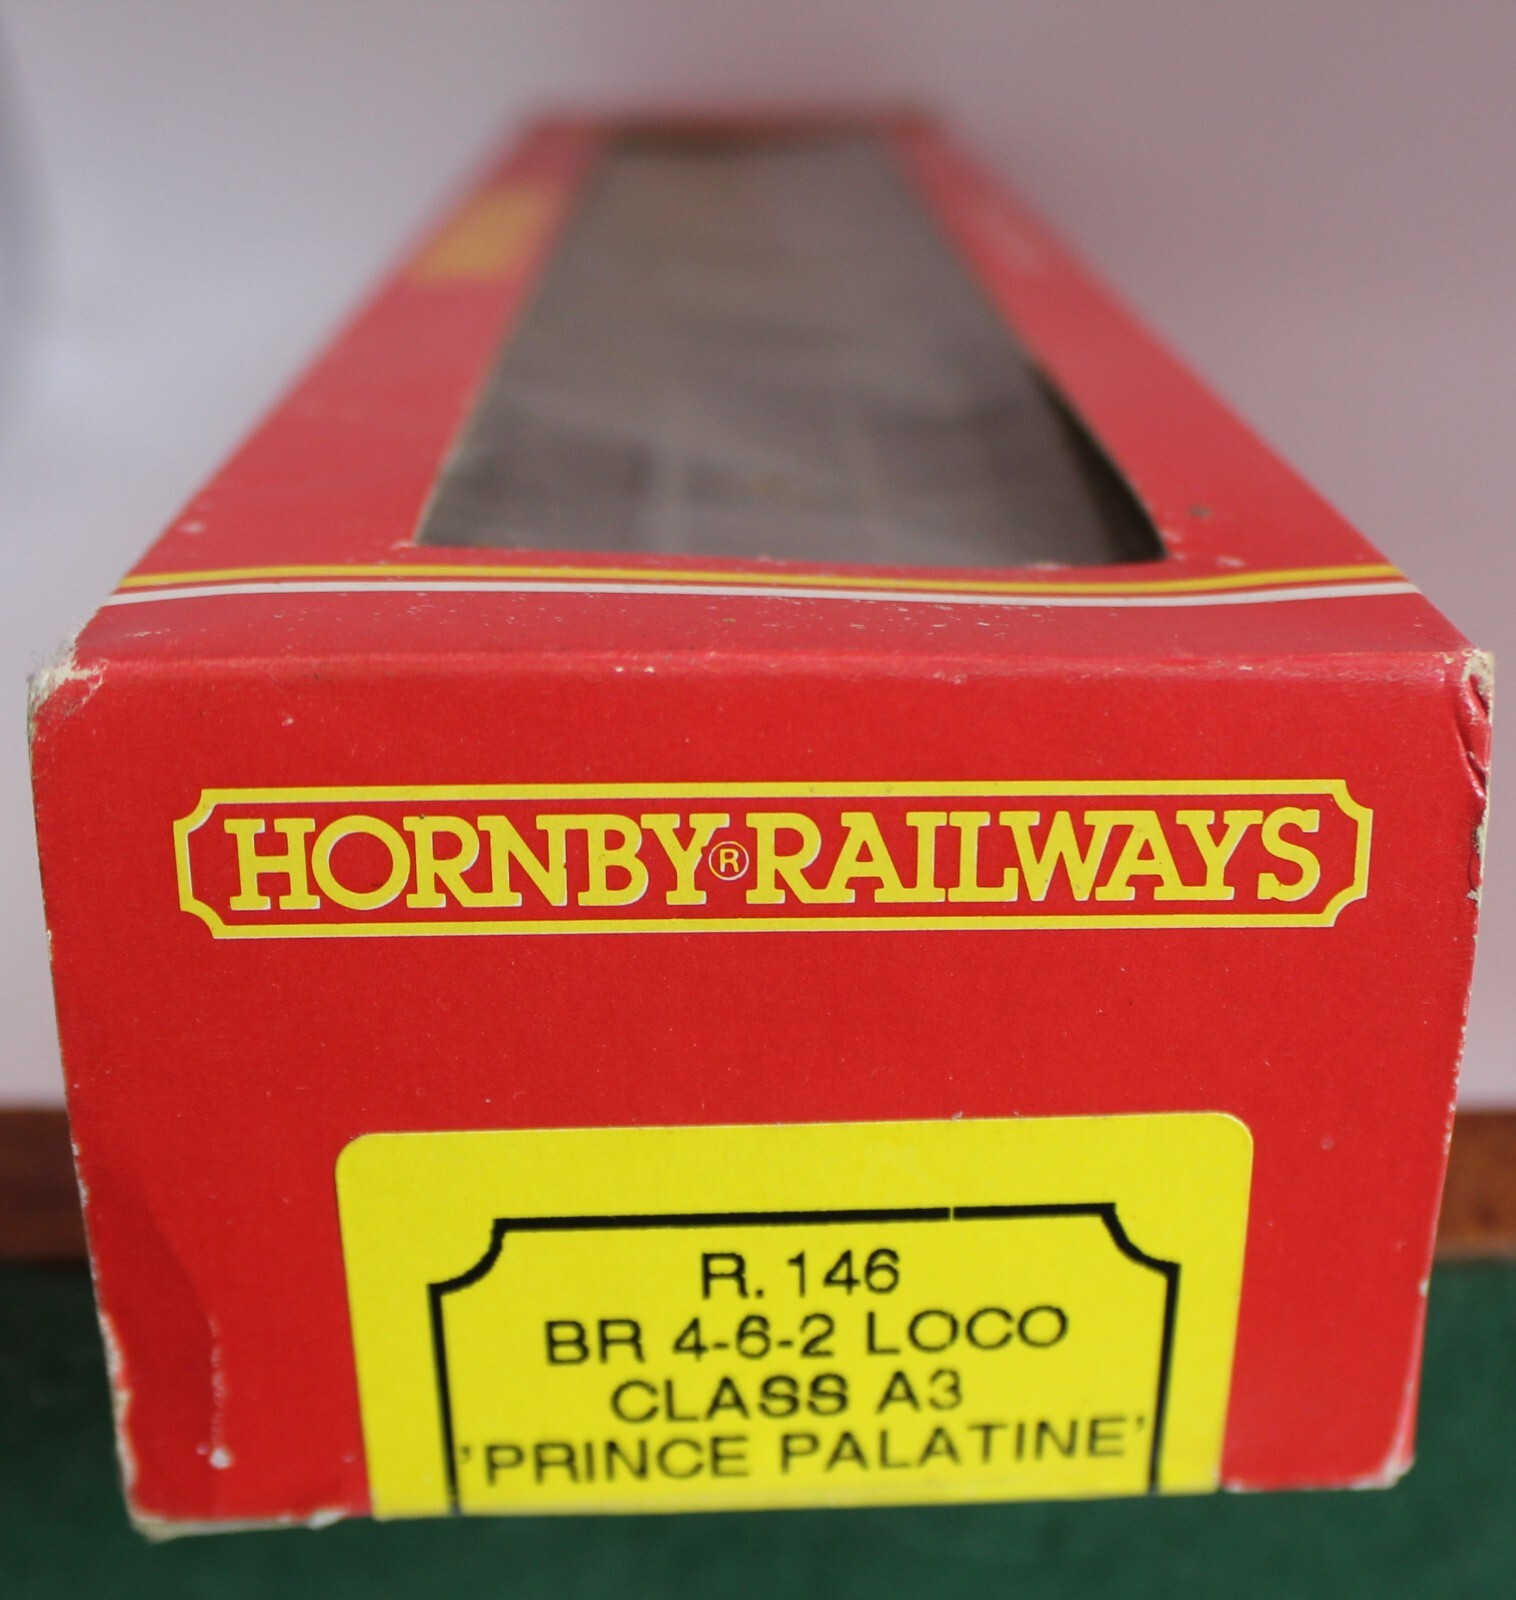 HORNBY®RAILWAYS
R. 146
BR 4-6-2 LOCO
CLASS A3
'PRINCE PALATINE'